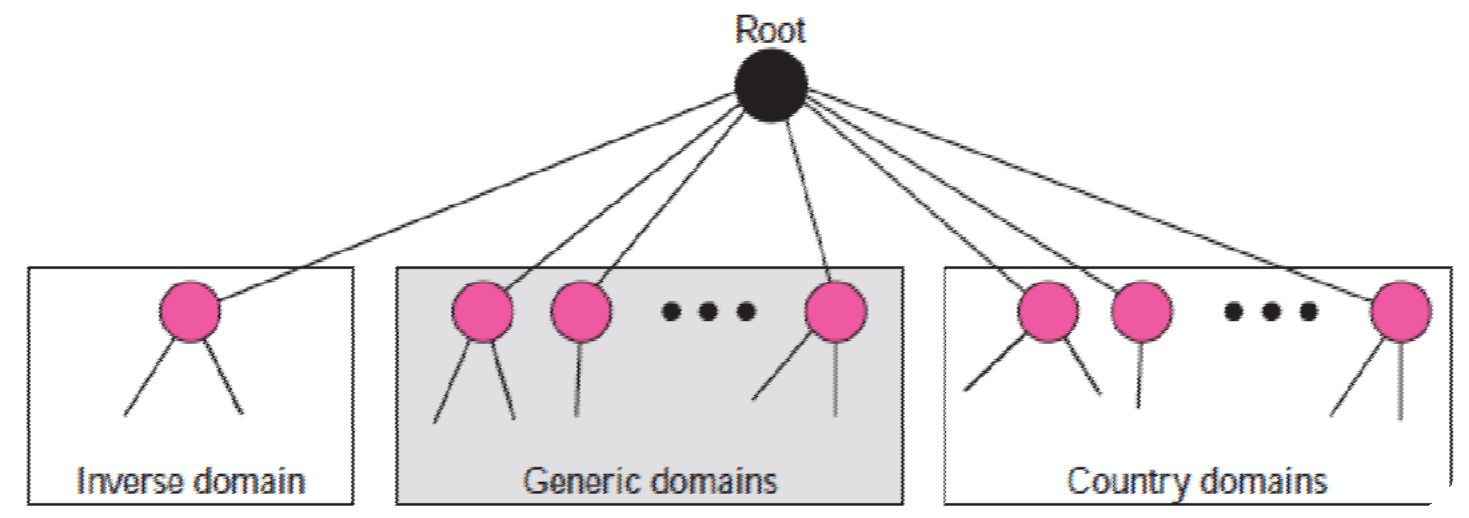 Root
Inverse domain
Generic domains
Country domains